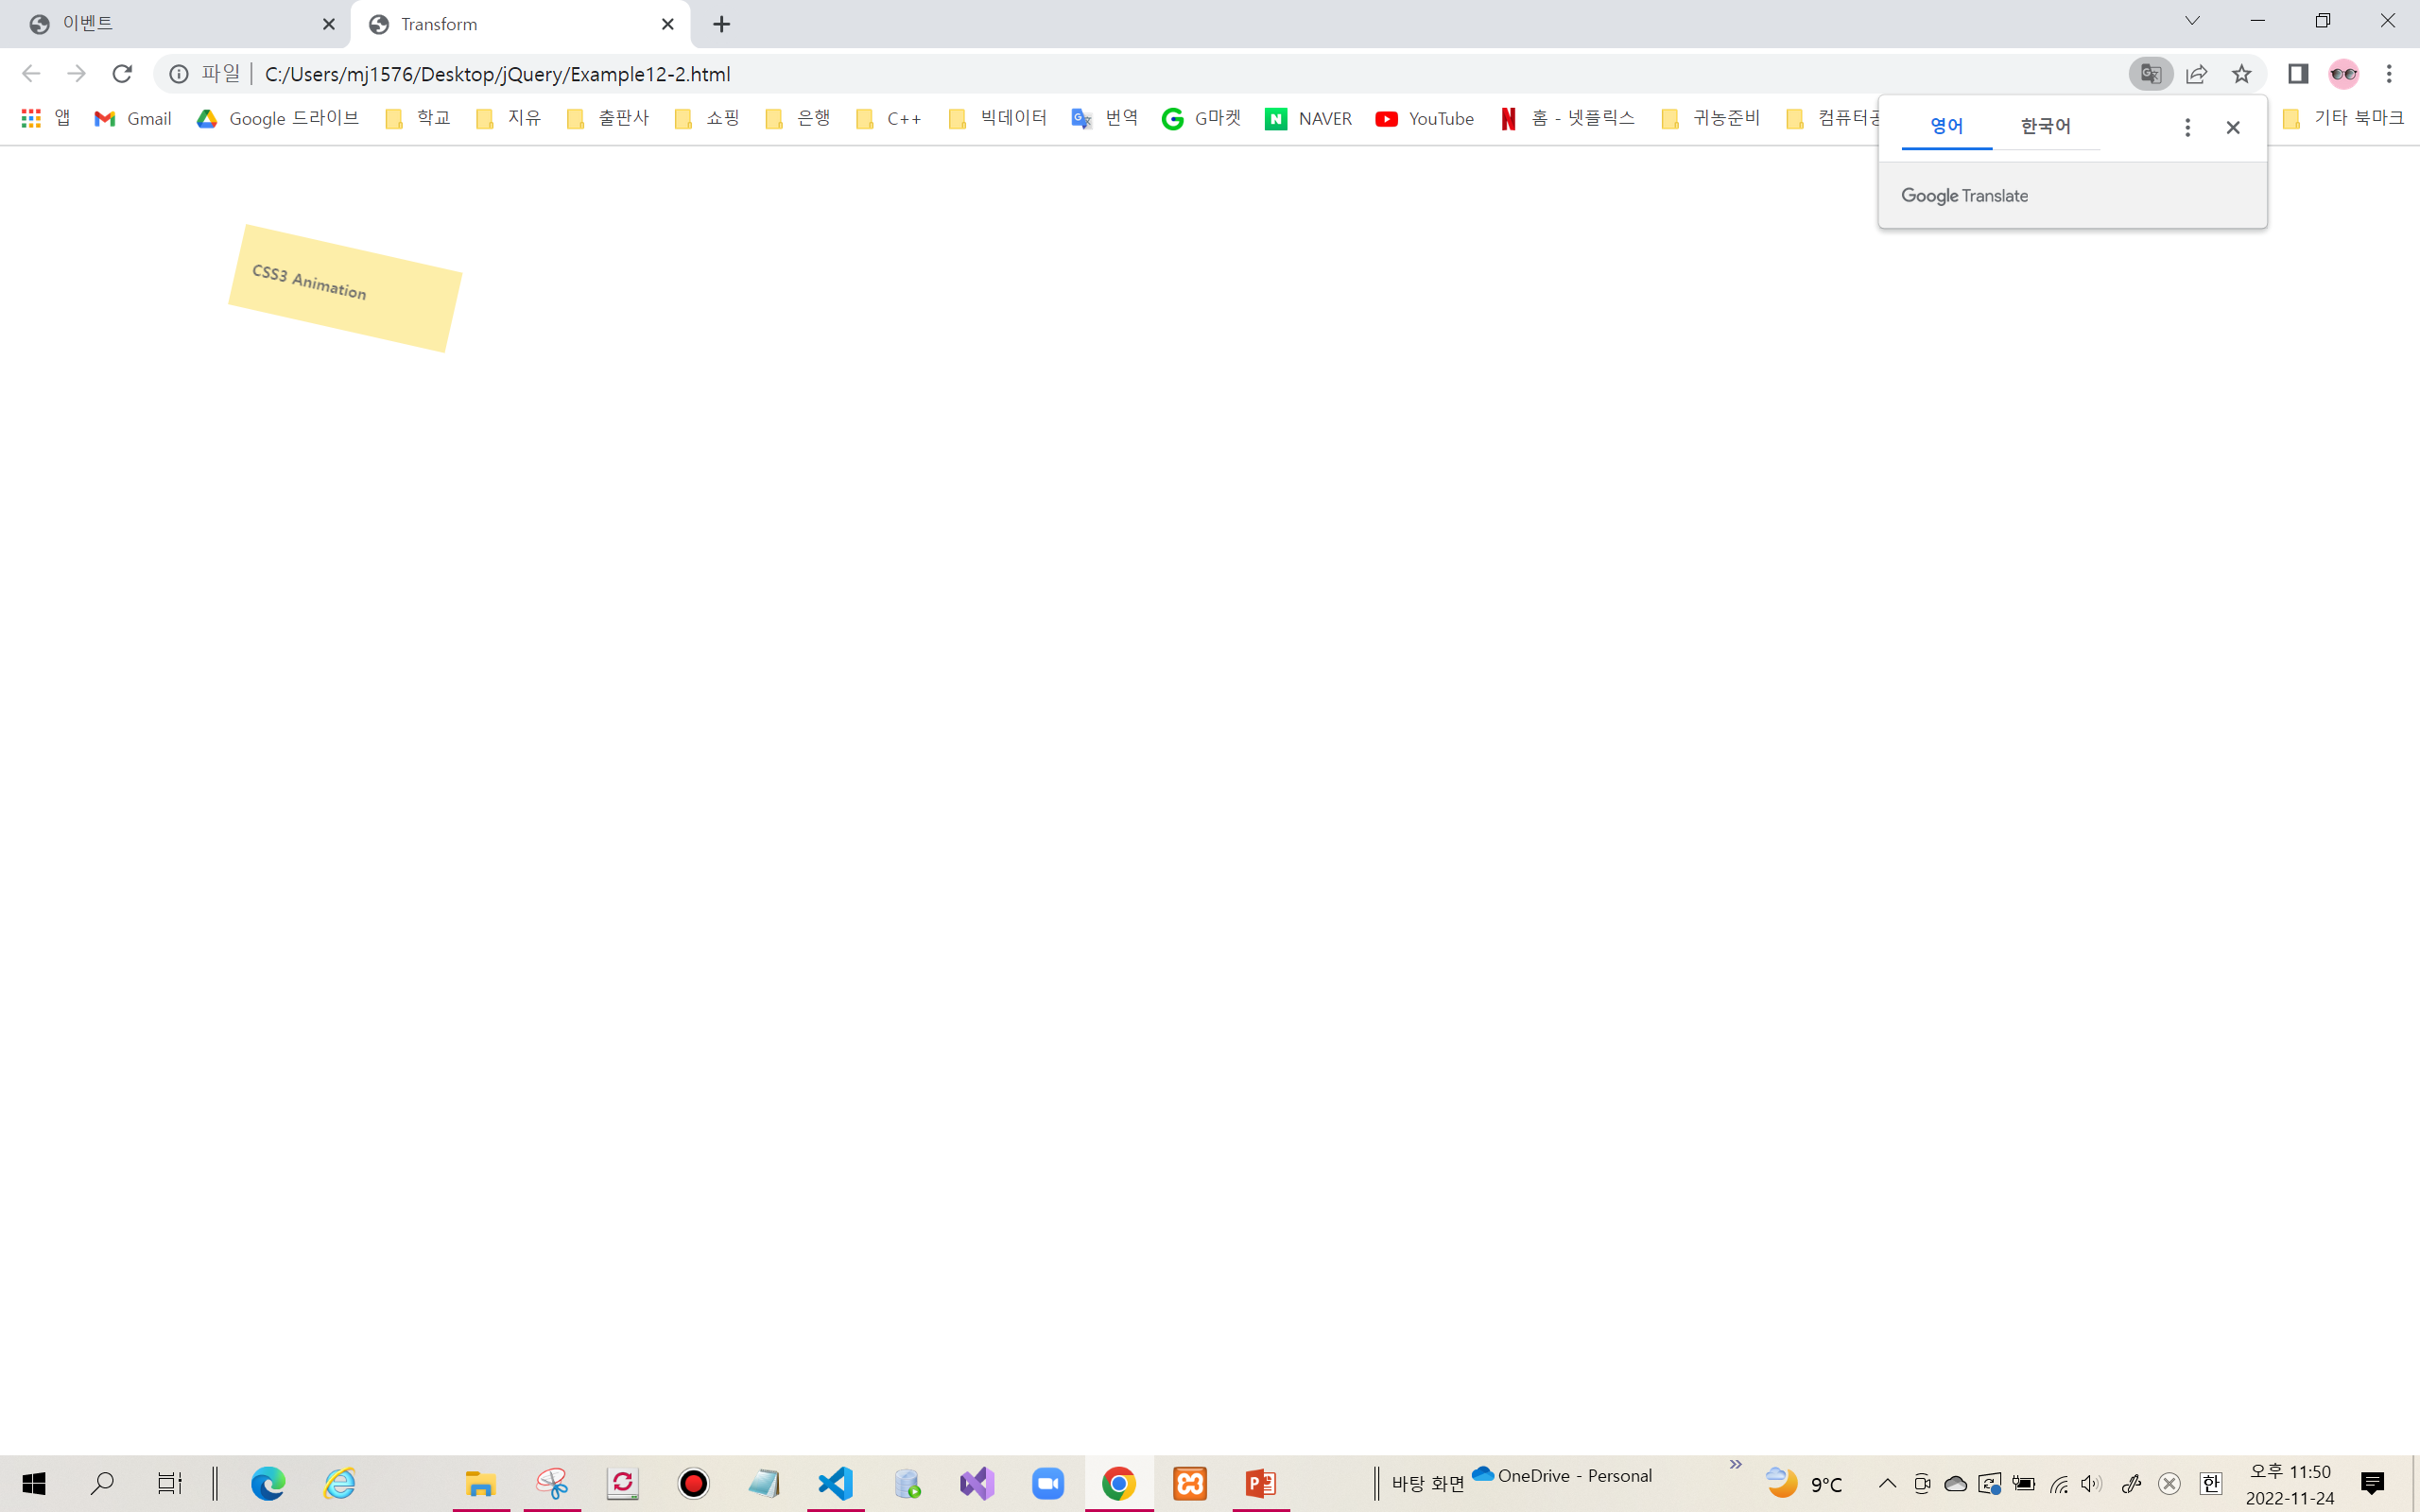 이벤트
Transform
파일 | C:/Users/mj1576/Desktop/jQuery/Example12-2.html
앱 Gmail Google 드라이브 학교 지유 출판사 쇼핑 은행 C++ 빅데이터 번역 G마켓 NAVER YouTube 홈 - 넷플릭스 귀농준비 컴퓨터공 기타 북마크
영어 한국어
Google Translate
CSS3 Animation
바탕 화면 OneDrive - Personal
9°C
한
오후 11:50
2022-11-24